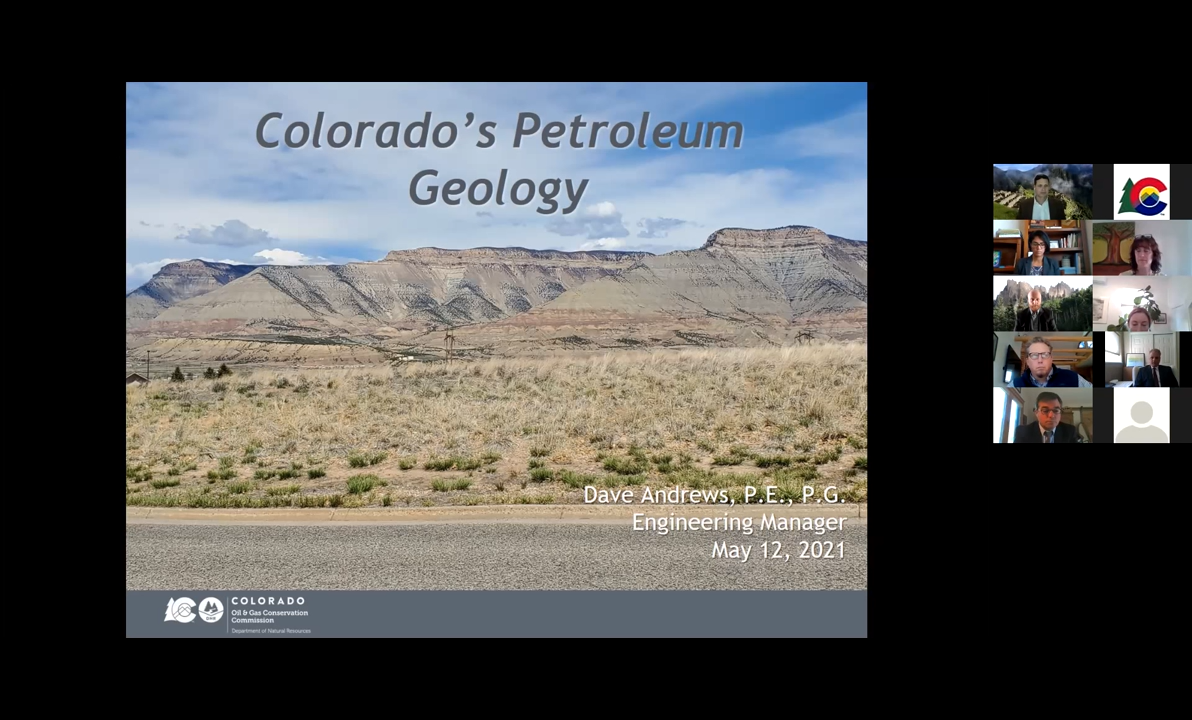 Colorado's Petroleum
Geology
Dave Andrews, P.E., P.G.
Engineering Manager
May 12, 2021
COLORADO
Oil & Gas Conservation
Commission
Department of Natural Resources